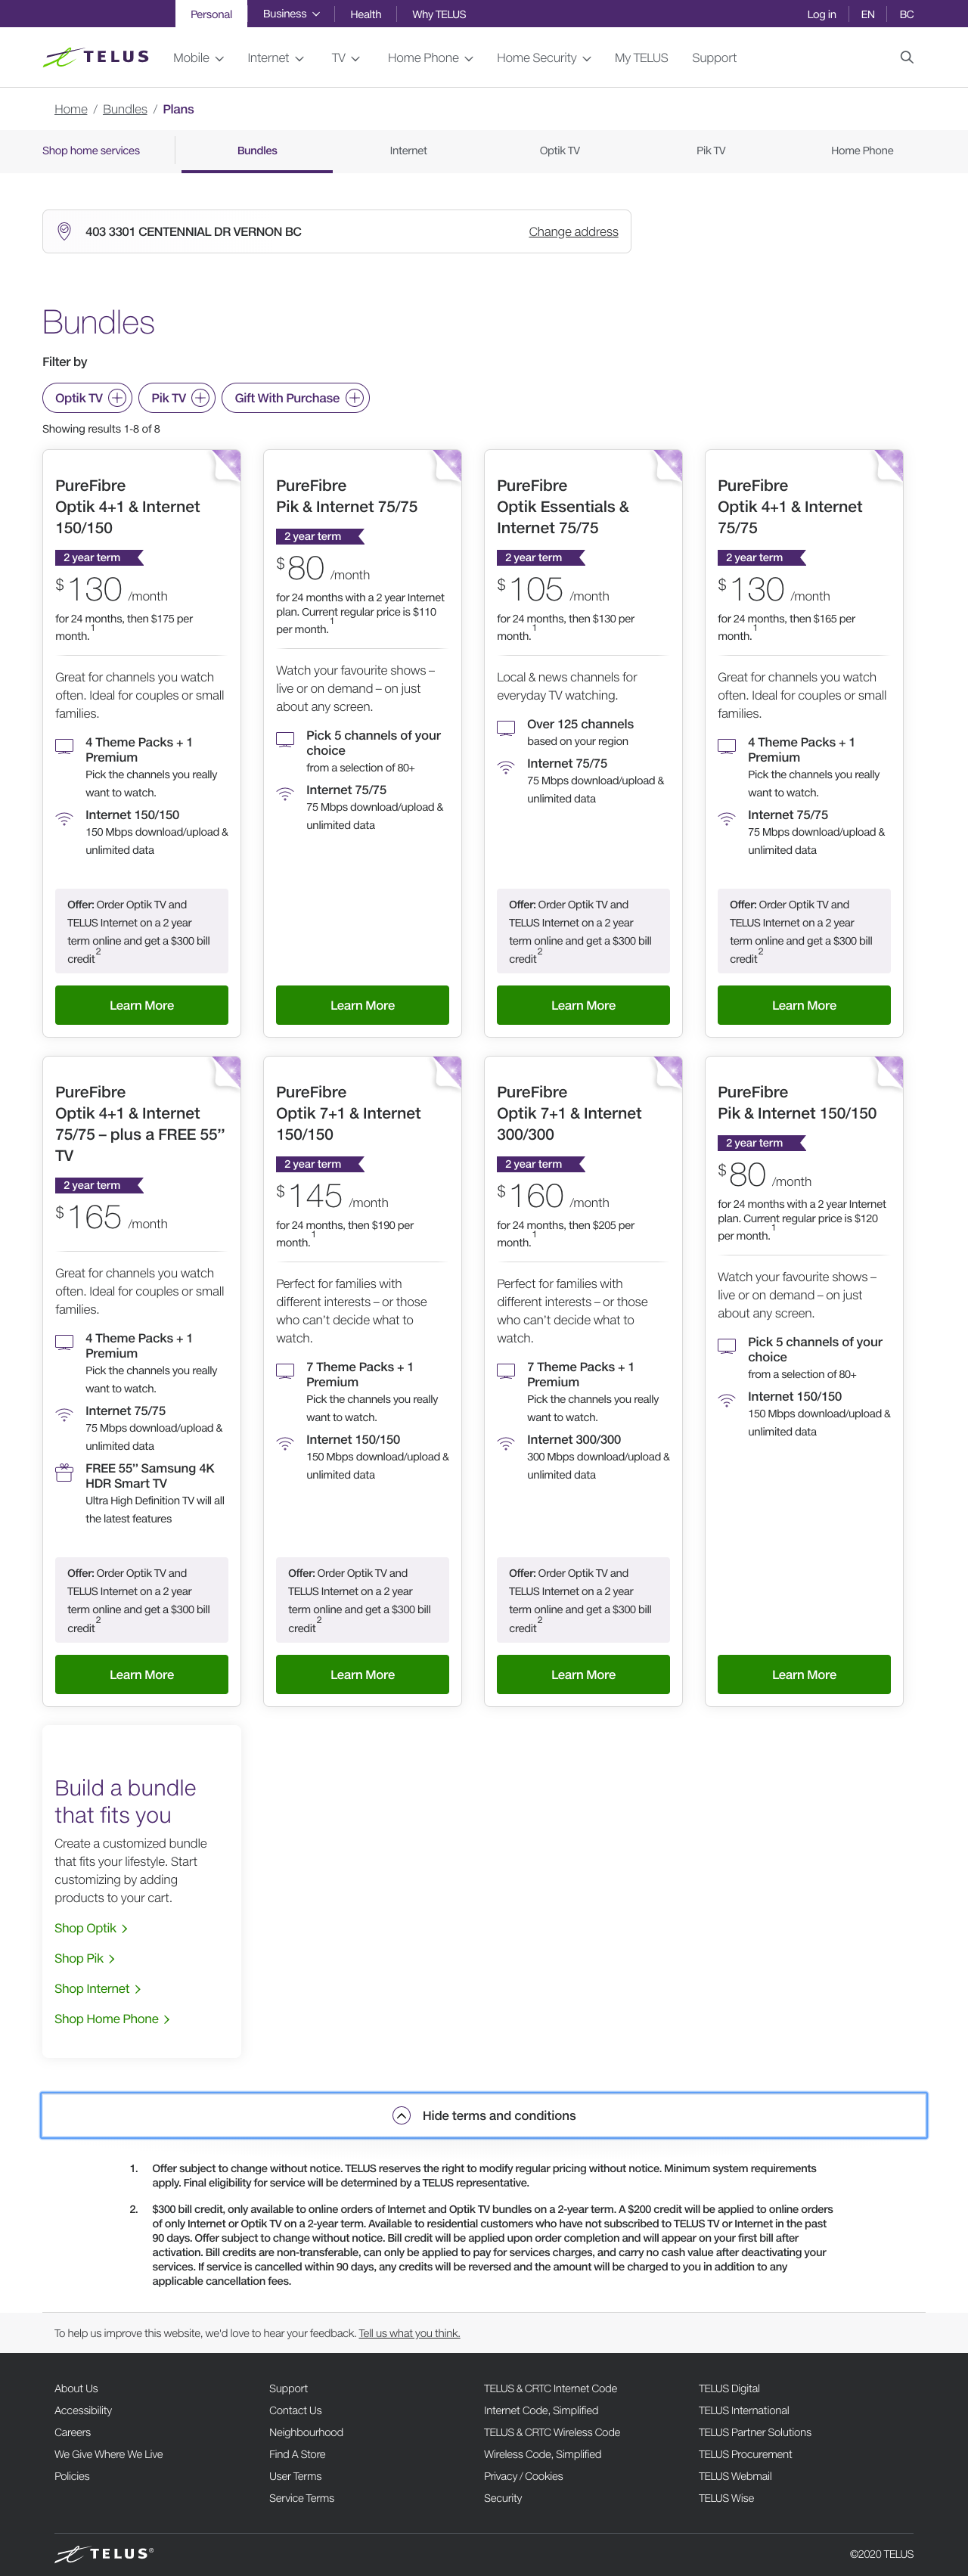 Personal
Business
Health
Why TELUS
Log in
EN
BC
TELUS
Mobile
Internet
TV
Home Phone
Home Security
My TELUS
Support
Home / Bundles / Plans
Shop home services
Bundles
Internet
Optik TV
Pik TV
Home Phone
403 3301 CENTENNIAL DR VERNON BC
Change address
Bundles
Filter by
Optik TV
Pik TV
Gift With Purchase
Showing results 1-8 of 8
PureFibre
Optik 4+1 & Internet
150/150
2 year term
$130 /month
for 24 months, then $175 per
month.1
Great for channels you watch
often. Ideal for couples or small
families.
4 Theme Packs + 1
Premium
Pick the channels you really
want to watch.
Internet 150/150
150 Mbps download/upload &
unlimited data
Offer: Order Optik TV and
TELUS Internet on a 2 year
term online and get a $300 bill
credit2
Learn More
PureFibre
Pik & Internet 75/75
2 year term
$80 /month
for 24 months with a 2 year Internet
plan. Current regular price is $110
per month.1
Watch your favourite shows –
live or on demand – on just
about any screen.
Pick 5 channels of your
choice
from a selection of 80+
Internet 75/75
75 Mbps download/upload &
unlimited data
Learn More
PureFibre
Optik Essentials &
Internet 75/75
2 year term
$105 /month
for 24 months, then $130 per
month.1
Local & news channels for
everyday TV watching.
Over 125 channels
based on your region
Internet 75/75
75 Mbps download/upload &
unlimited data
Offer: Order Optik TV and
TELUS Internet on a 2 year
term online and get a $300 bill
credit2
Learn More
PureFibre
Optik 4+1 & Internet
75/75
2 year term
$130 /month
for 24 months, then $165 per
month.1
Great for channels you watch
often. Ideal for couples or small
families.
4 Theme Packs + 1
Premium
Pick the channels you really
want to watch.
Internet 75/75
75 Mbps download/upload &
unlimited data
Offer: Order Optik TV and
TELUS Internet on a 2 year
term online and get a $300 bill
credit2
Learn More
PureFibre
Optik 4+1 & Internet
75/75 – plus a FREE 55”
TV
2 year term
$165 /month
Great for channels you watch
often. Ideal for couples or small
families.
4 Theme Packs + 1
Premium
Pick the channels you really
want to watch.
Internet 75/75
75 Mbps download/upload &
unlimited data
FREE 55” Samsung 4K
HDR Smart TV
Ultra High Definition TV will all
the latest features
Offer: Order Optik TV and
TELUS Internet on a 2 year
term online and get a $300 bill
credit2
Learn More
PureFibre
Optik 7+1 & Internet
150/150
2 year term
$145 /month
for 24 months, then $190 per
month.1
Perfect for families with
different interests – or those
who can't decide what to
watch.
7 Theme Packs + 1
Premium
Pick the channels you really
want to watch.
Internet 150/150
150 Mbps download/upload &
unlimited data
Offer: Order Optik TV and
TELUS Internet on a 2 year
term online and get a $300 bill
credit2
Learn More
PureFibre
Optik 7+1 & Internet
300/300
2 year term
$160 /month
for 24 months, then $205 per
month.1
Perfect for families with
different interests – or those
who can't decide what to
watch.
7 Theme Packs + 1
Premium
Pick the channels you really
want to watch.
Internet 300/300
300 Mbps download/upload &
unlimited data
Offer: Order Optik TV and
TELUS Internet on a 2 year
term online and get a $300 bill
credit2
Learn More
PureFibre
Pik & Internet 150/150
2 year term
$80 /month
for 24 months with a 2 year Internet
plan. Current regular price is $120
per month.1
Watch your favourite shows –
live or on demand – on just
about any screen.
Pick 5 channels of your
choice
from a selection of 80+
Internet 150/150
150 Mbps download/upload &
unlimited data
Learn More
Build a bundle
that fits you
Create a customized bundle
that fits your lifestyle. Start
customizing by adding
products to your cart.
Shop Optik
Shop Pik
Shop Internet
Shop Home Phone
Hide terms and conditions
1. Offer subject to change without notice. TELUS reserves the right to modify regular pricing without notice. Minimum system requirements
apply. Final eligibility for service will be determined by a TELUS representative.
2. $300 bill credit, only available to online orders of Internet and Optik TV bundles on a 2-year term. A $200 credit will be applied to online orders
of only Internet or Optik TV on a 2-year term. Available to residential customers who have not subscribed to TELUS TV or Internet in the past
90 days. Offer subject to change without notice. Bill credit will be applied upon order completion and will appear on your first bill after
activation. Bill credits are non-transferable, can only be applied to pay for services charges, and carry no cash value after deactivating your
services. If service is cancelled within 90 days, any credits will be reversed and the amount will be charged to you in addition to any
applicable cancellation fees.
To help us improve this website, we'd love to hear your feedback. Tell us what you think.
About Us
Accessibility
Careers
We Give Where We Live
Policies
Support
Contact Us
Neighbourhood
Find A Store
User Terms
Service Terms
TELUS & CRTC Internet Code
Internet Code, Simplified
TELUS & CRTC Wireless Code
Wireless Code, Simplified
Privacy / Cookies
Security
TELUS Digital
TELUS International
TELUS Partner Solutions
TELUS Procurement
TELUS Webmail
TELUS Wise
TELUS®
©2020 TELUS